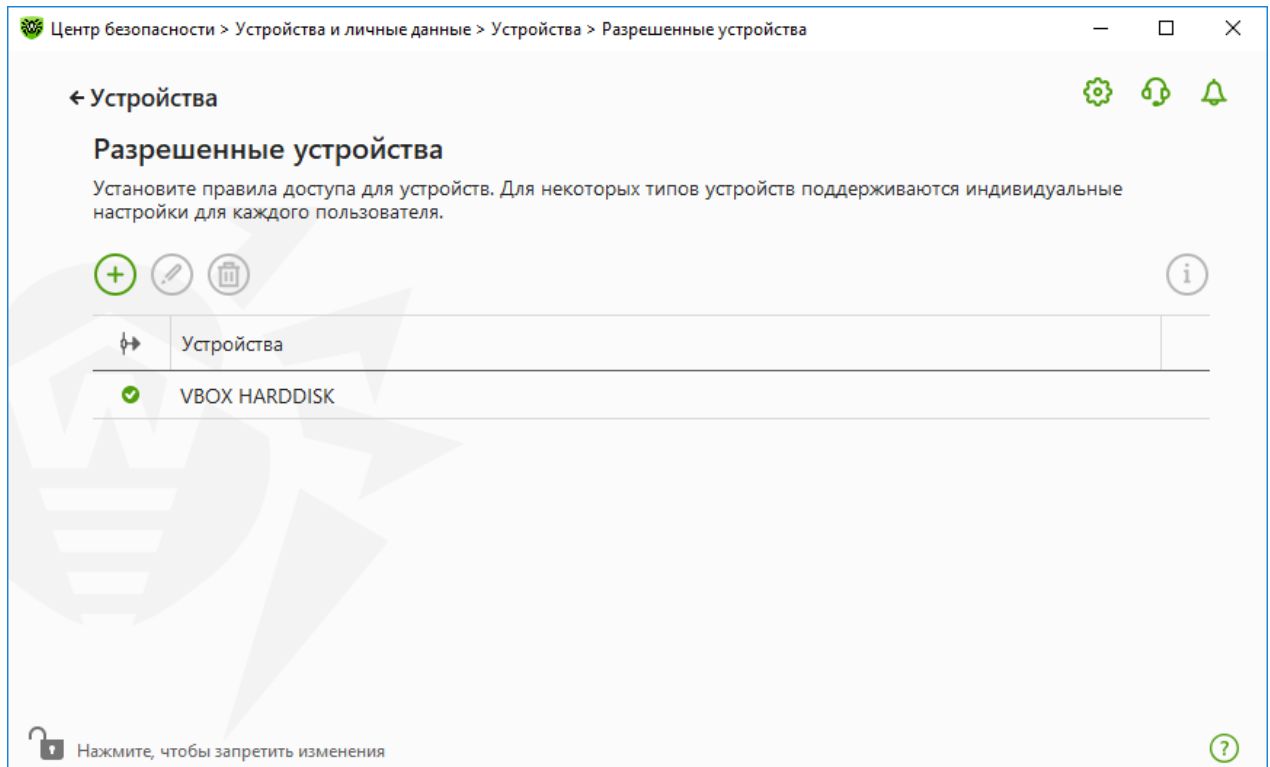 Центр безопасности > Устройства и личные данные > Устройства > Разрешенные устройства
Устройства
Разрешенные устройства
Установите правила доступа для устройств. Для некоторых типов устройств поддерживаются индивидуальные
настройки для каждого пользователя.
Устройства
VBOX HARDDISK
Нажмите, чтобы запретить изменения